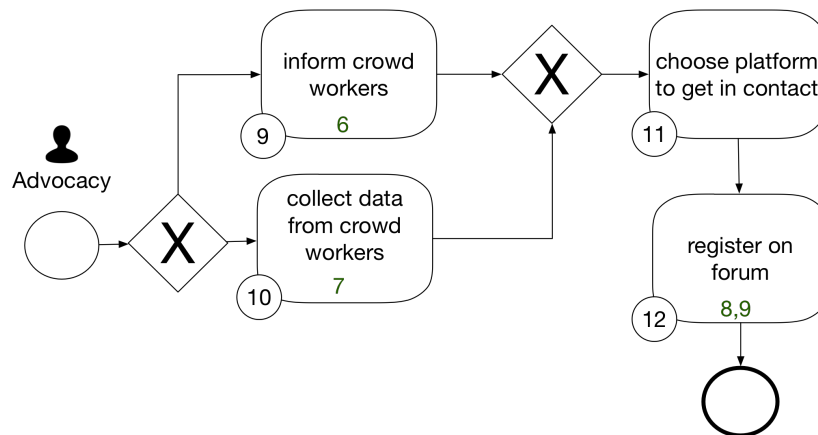 Advocacy
X
inform crowd
workers
6
9
collect data
from crowd
workers
7
10
X
choose platform
to get in contact
11
register on
forum
8,9
12